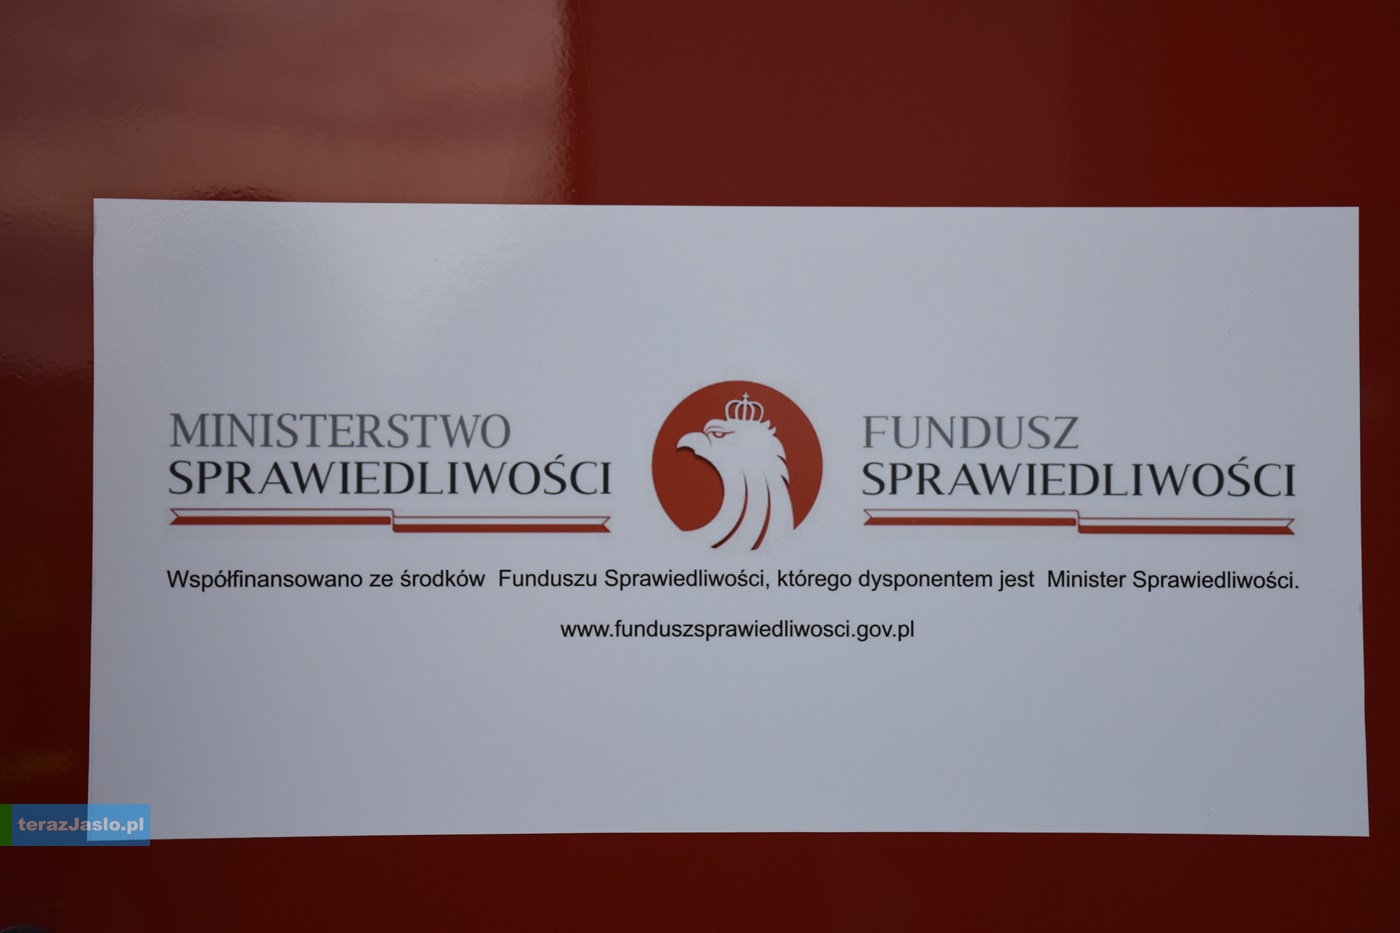 MINISTERSTWO
SPRAWIEDLIWOŚCI
FUNDUSZ
SPRAWIEDLIWOŚCI
Współfinansowano ze środków Funduszu Sprawiedliwości, którego dysponentem jest Minister Sprawiedliwości.
www.funduszsprawiedliwosci.gov.pl
terazJaslo.pl